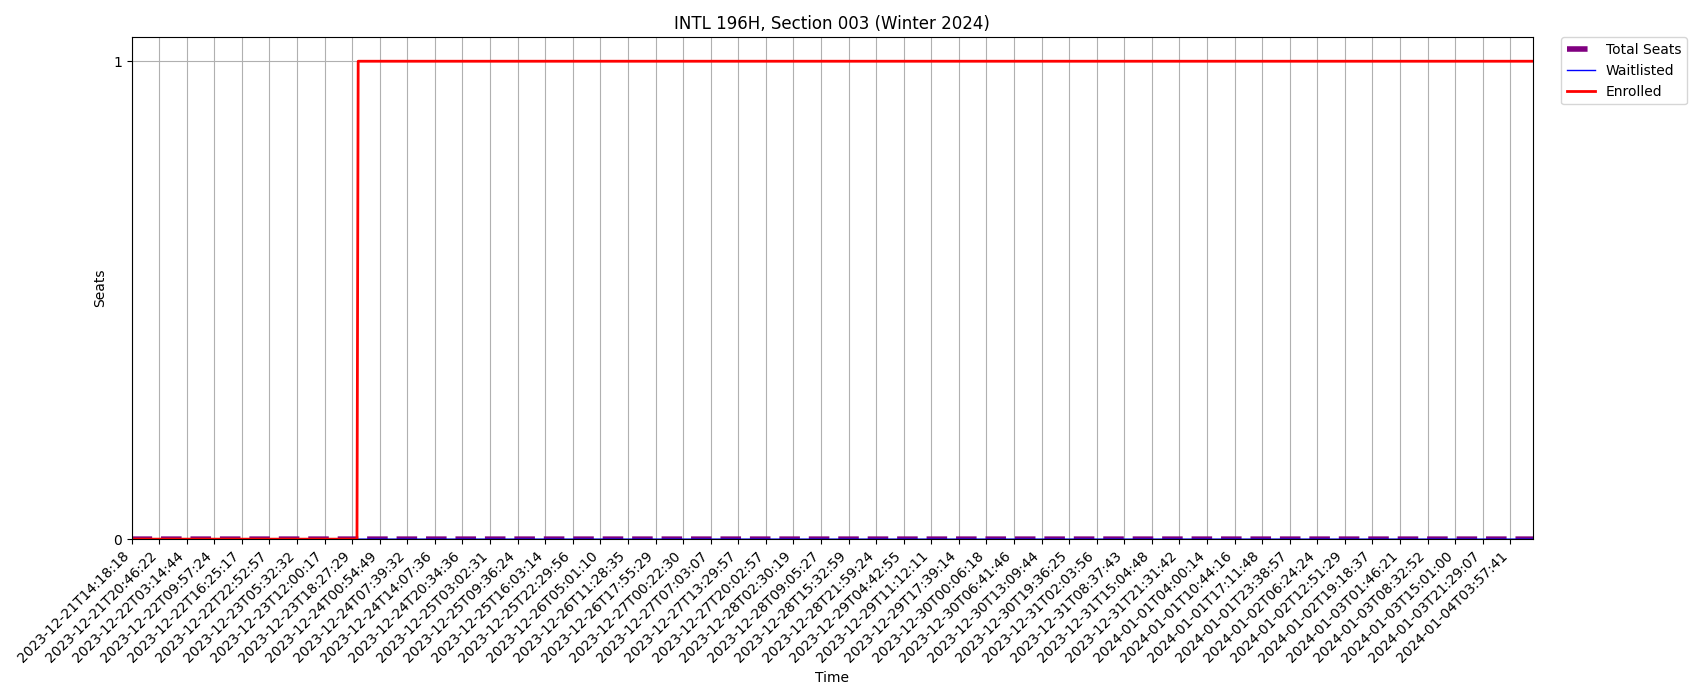 INTL 196H, Section 003 (Winter 2024)
Total Seats
Waitlisted
Enrolled
1
0
Seats
2023-12-21T14:18:18
2023-12-21T20:46:22
2023-12-22T03:14:44
2023-12-22T09:57:24
2023-12-22T16:25:17
2023-12-22T22:52:57
2023-12-23T05:32:32
2023-12-23T12:00:17
2023-12-23T18:27:29
2023-12-24T00:54:49
2023-12-24T07:39:32
2023-12-24T14:07:36
2023-12-24T20:34:36
2023-12-25T03:02:31
2023-12-25T09:36:24
2023-12-25T16:03:14
2023-12-25T22:29:56
2023-12-26T05:01:10
2023-12-26T11:28:35
2023-12-26T17:55:29
2023-12-27T00:22:30
2023-12-27T07:03:07
2023-12-27T13:29:57
2023-12-27T20:02:57
2023-12-28T02:30:19
2023-12-28T09:05:27
2023-12-28T15:32:59
2023-12-28T21:59:24
2023-12-29T04:42:55
2023-12-29T11:12:11
2023-12-29T17:39:14
2023-12-30T00:06:18
2023-12-30T06:41:46
2023-12-30T13:09:44
2023-12-30T19:36:25
2023-12-31T02:03:56
2023-12-31T08:37:43
2023-12-31T15:04:48
2023-12-31T21:31:42
2024-01-01T04:00:14
2024-01-01T10:44:16
2024-01-01T17:11:48
2024-01-01T23:38:57
2024-01-02T06:24:24
2024-01-02T12:51:29
2024-01-02T19:18:37
2024-01-03T01:46:21
2024-01-03T08:32:52
2024-01-03T15:01:00
2024-01-03T21:29:07
2024-01-04T03:57:41
Time